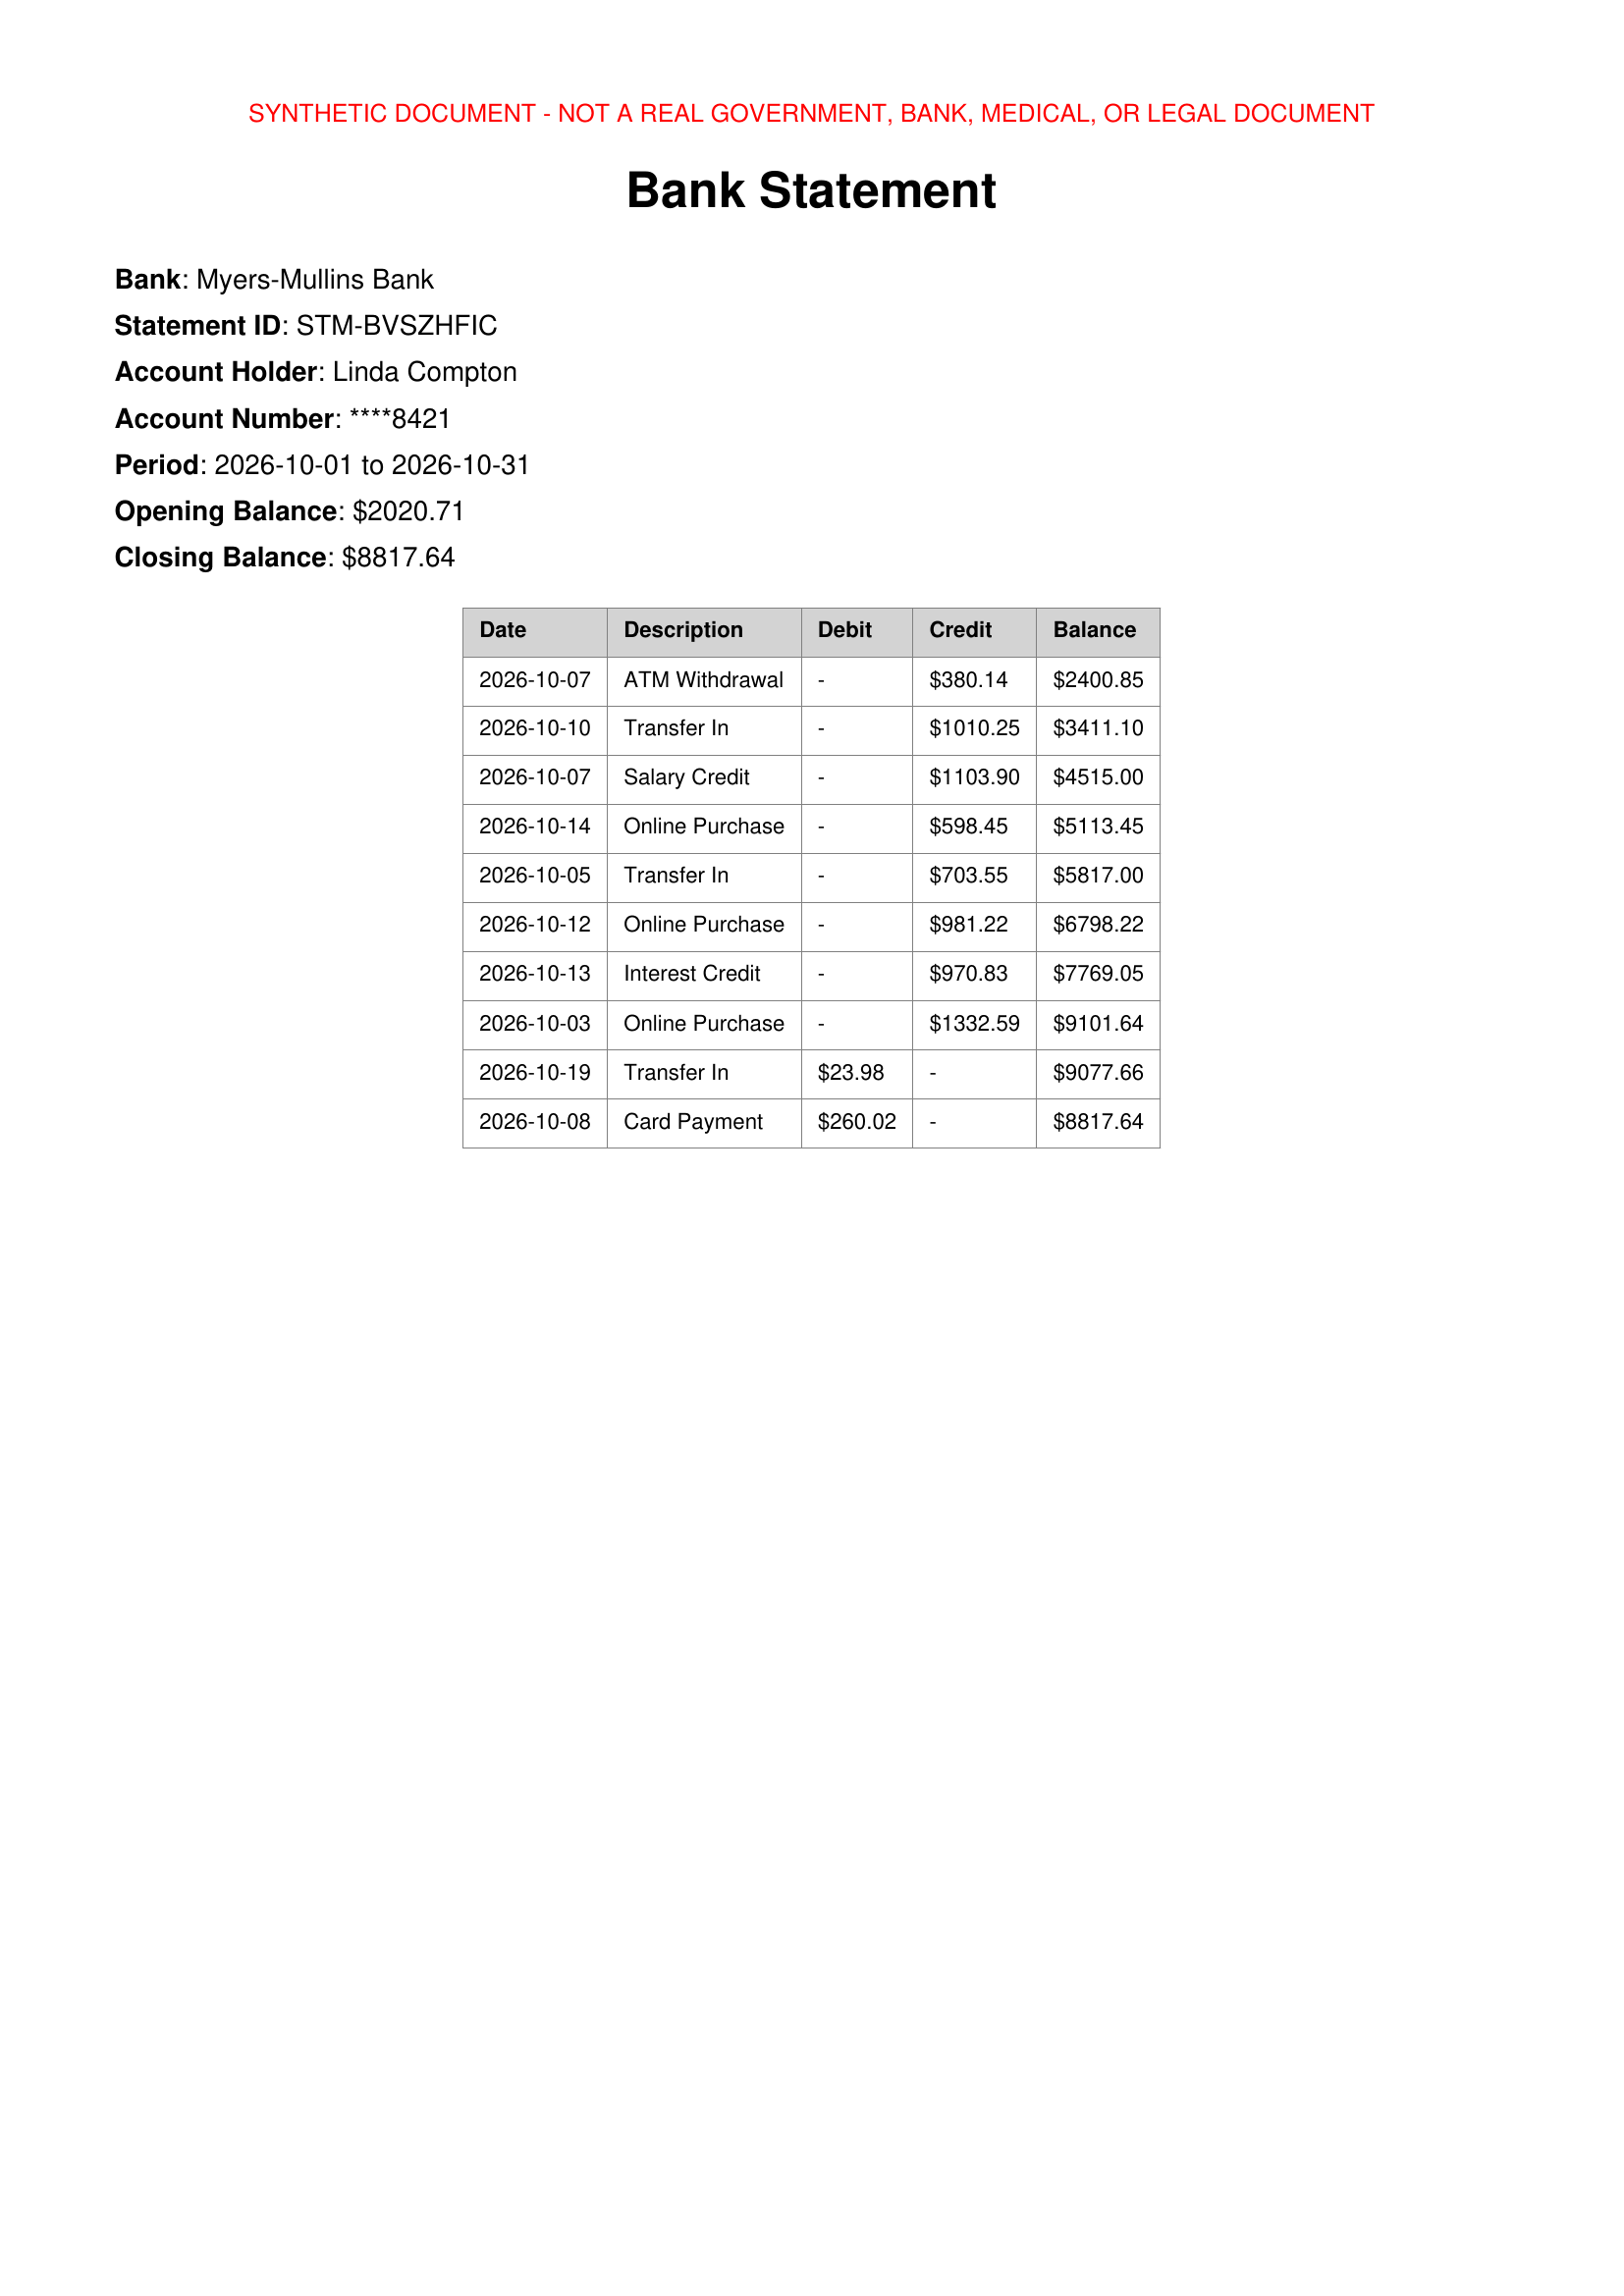 SYNTHETIC DOCUMENT - NOT A REAL GOVERNMENT, BANK, MEDICAL, OR LEGAL DOCUMENT
Bank Statement
Bank: Myers-Mullins Bank
Statement ID: STM-BVSZHFIC
Account Holder: Linda Compton
Account Number: ****8421
Period: 2026-10-01 to 2026-10-31
Opening Balance: $2020.71
Closing Balance: $8817.64
Date Description Debit Credit Balance
2026-10-07 ATM Withdrawal - $380.14 $2400.85
2026-10-10 Transfer In - $1010.25 $3411.10
2026-10-07 Salary Credit - $1103.90 $4515.00
2026-10-14 Online Purchase - $598.45 $5113.45
2026-10-05 Transfer In - $703.55 $5817.00
2026-10-12 Online Purchase - $981.22 $6798.22
2026-10-13 Interest Credit - $970.83 $7769.05
2026-10-03 Online Purchase - $1332.59 $9101.64
2026-10-19 Transfer In $23.98 - $9077.66
2026-10-08 Card Payment $260.02 - $8817.64